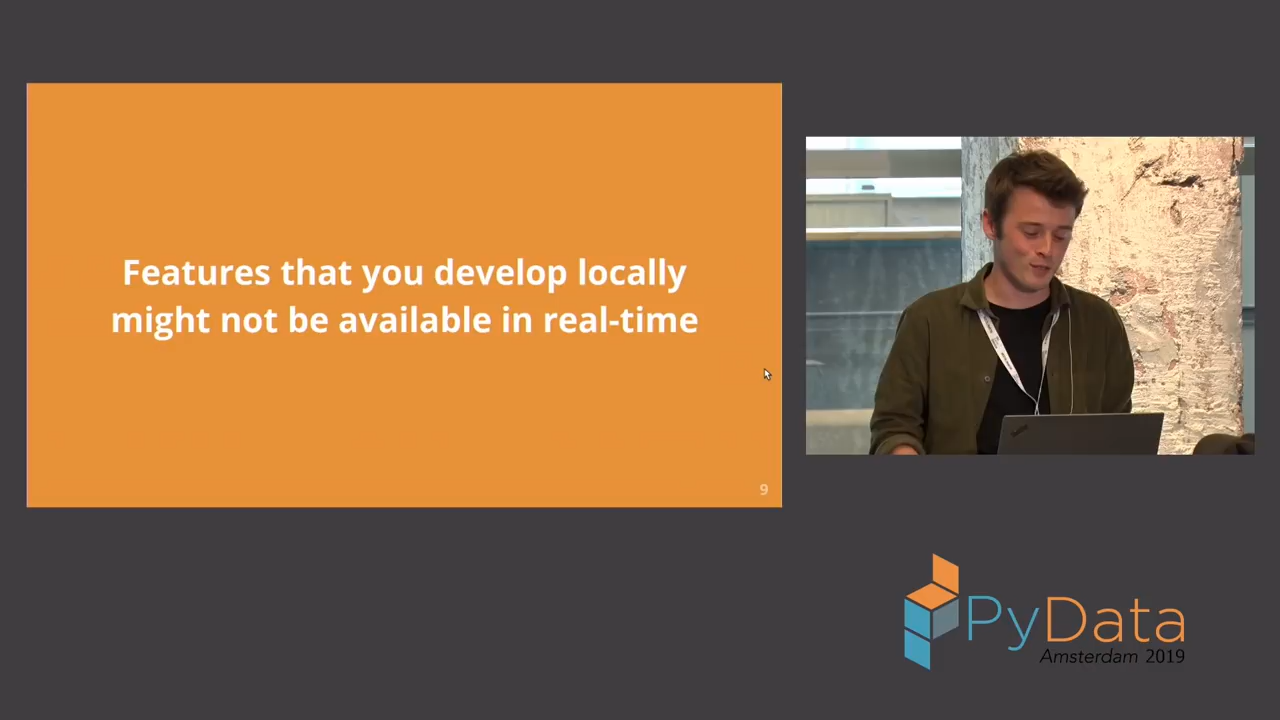 Features that you develop locally
might not be available in real-time
9
PyData
Amsterdam 2019